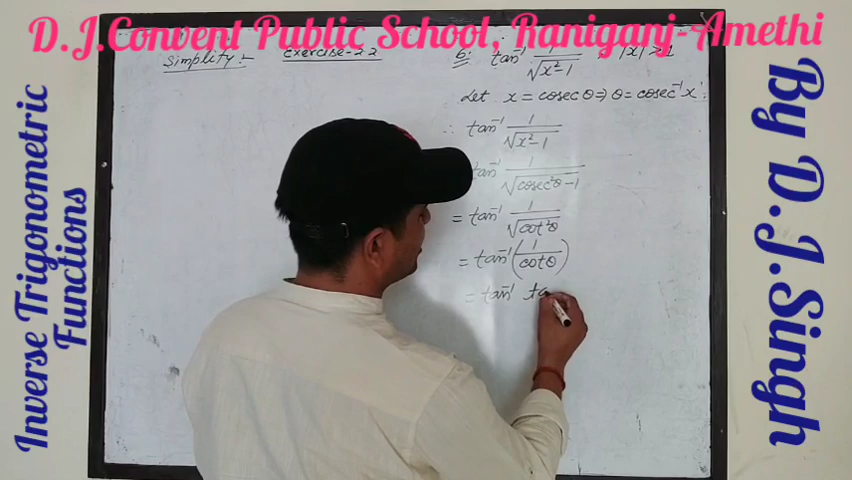 D.J.Convent Public School, Raniganj-Amethi
Inverse Trigonometric
Functions
By D.J.Singh
Simplify:- Exercise-2.2
6: tan⁻¹ 1/√(x²-1) , |x|>1
Let x = cosec θ ⇒ θ = cosec⁻¹ x :
∴ tan⁻¹ 1/√(x²-1)
tan⁻¹ 1/√(cosec²θ-1)
= tan⁻¹ 1/√(cot²θ)
= tan⁻¹ (1/cotθ)
= tan⁻¹ ta